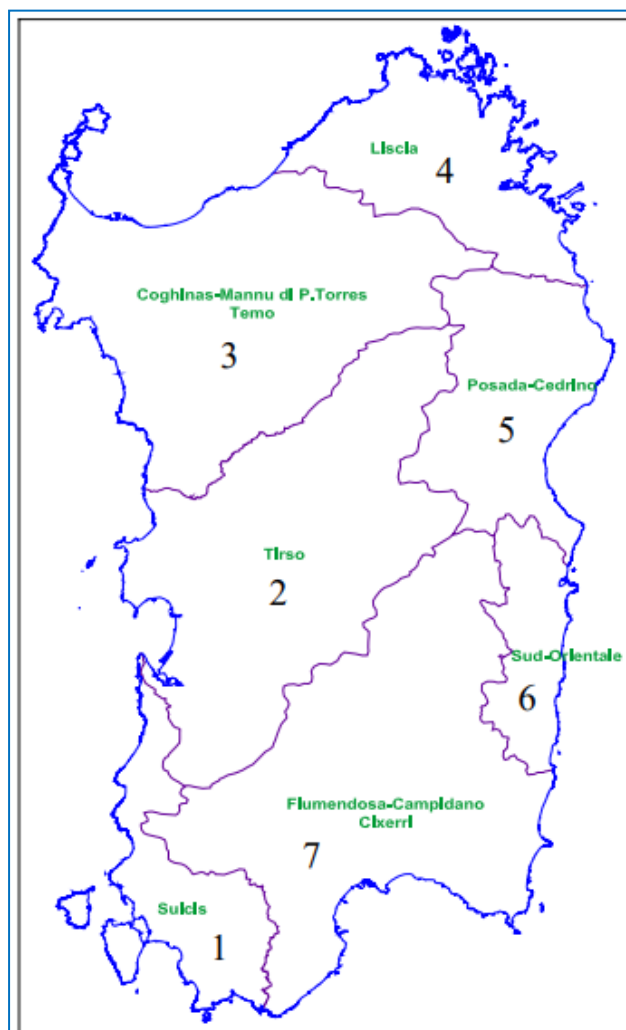 Liscia
4
Coghinas-Mannu di P.Torres
Temo
3
Posada-Cedrino
5
Tirso
2
Sud-Orientale
6
Flumendosa-Campidano
Cixerri
7
Sulcis
1